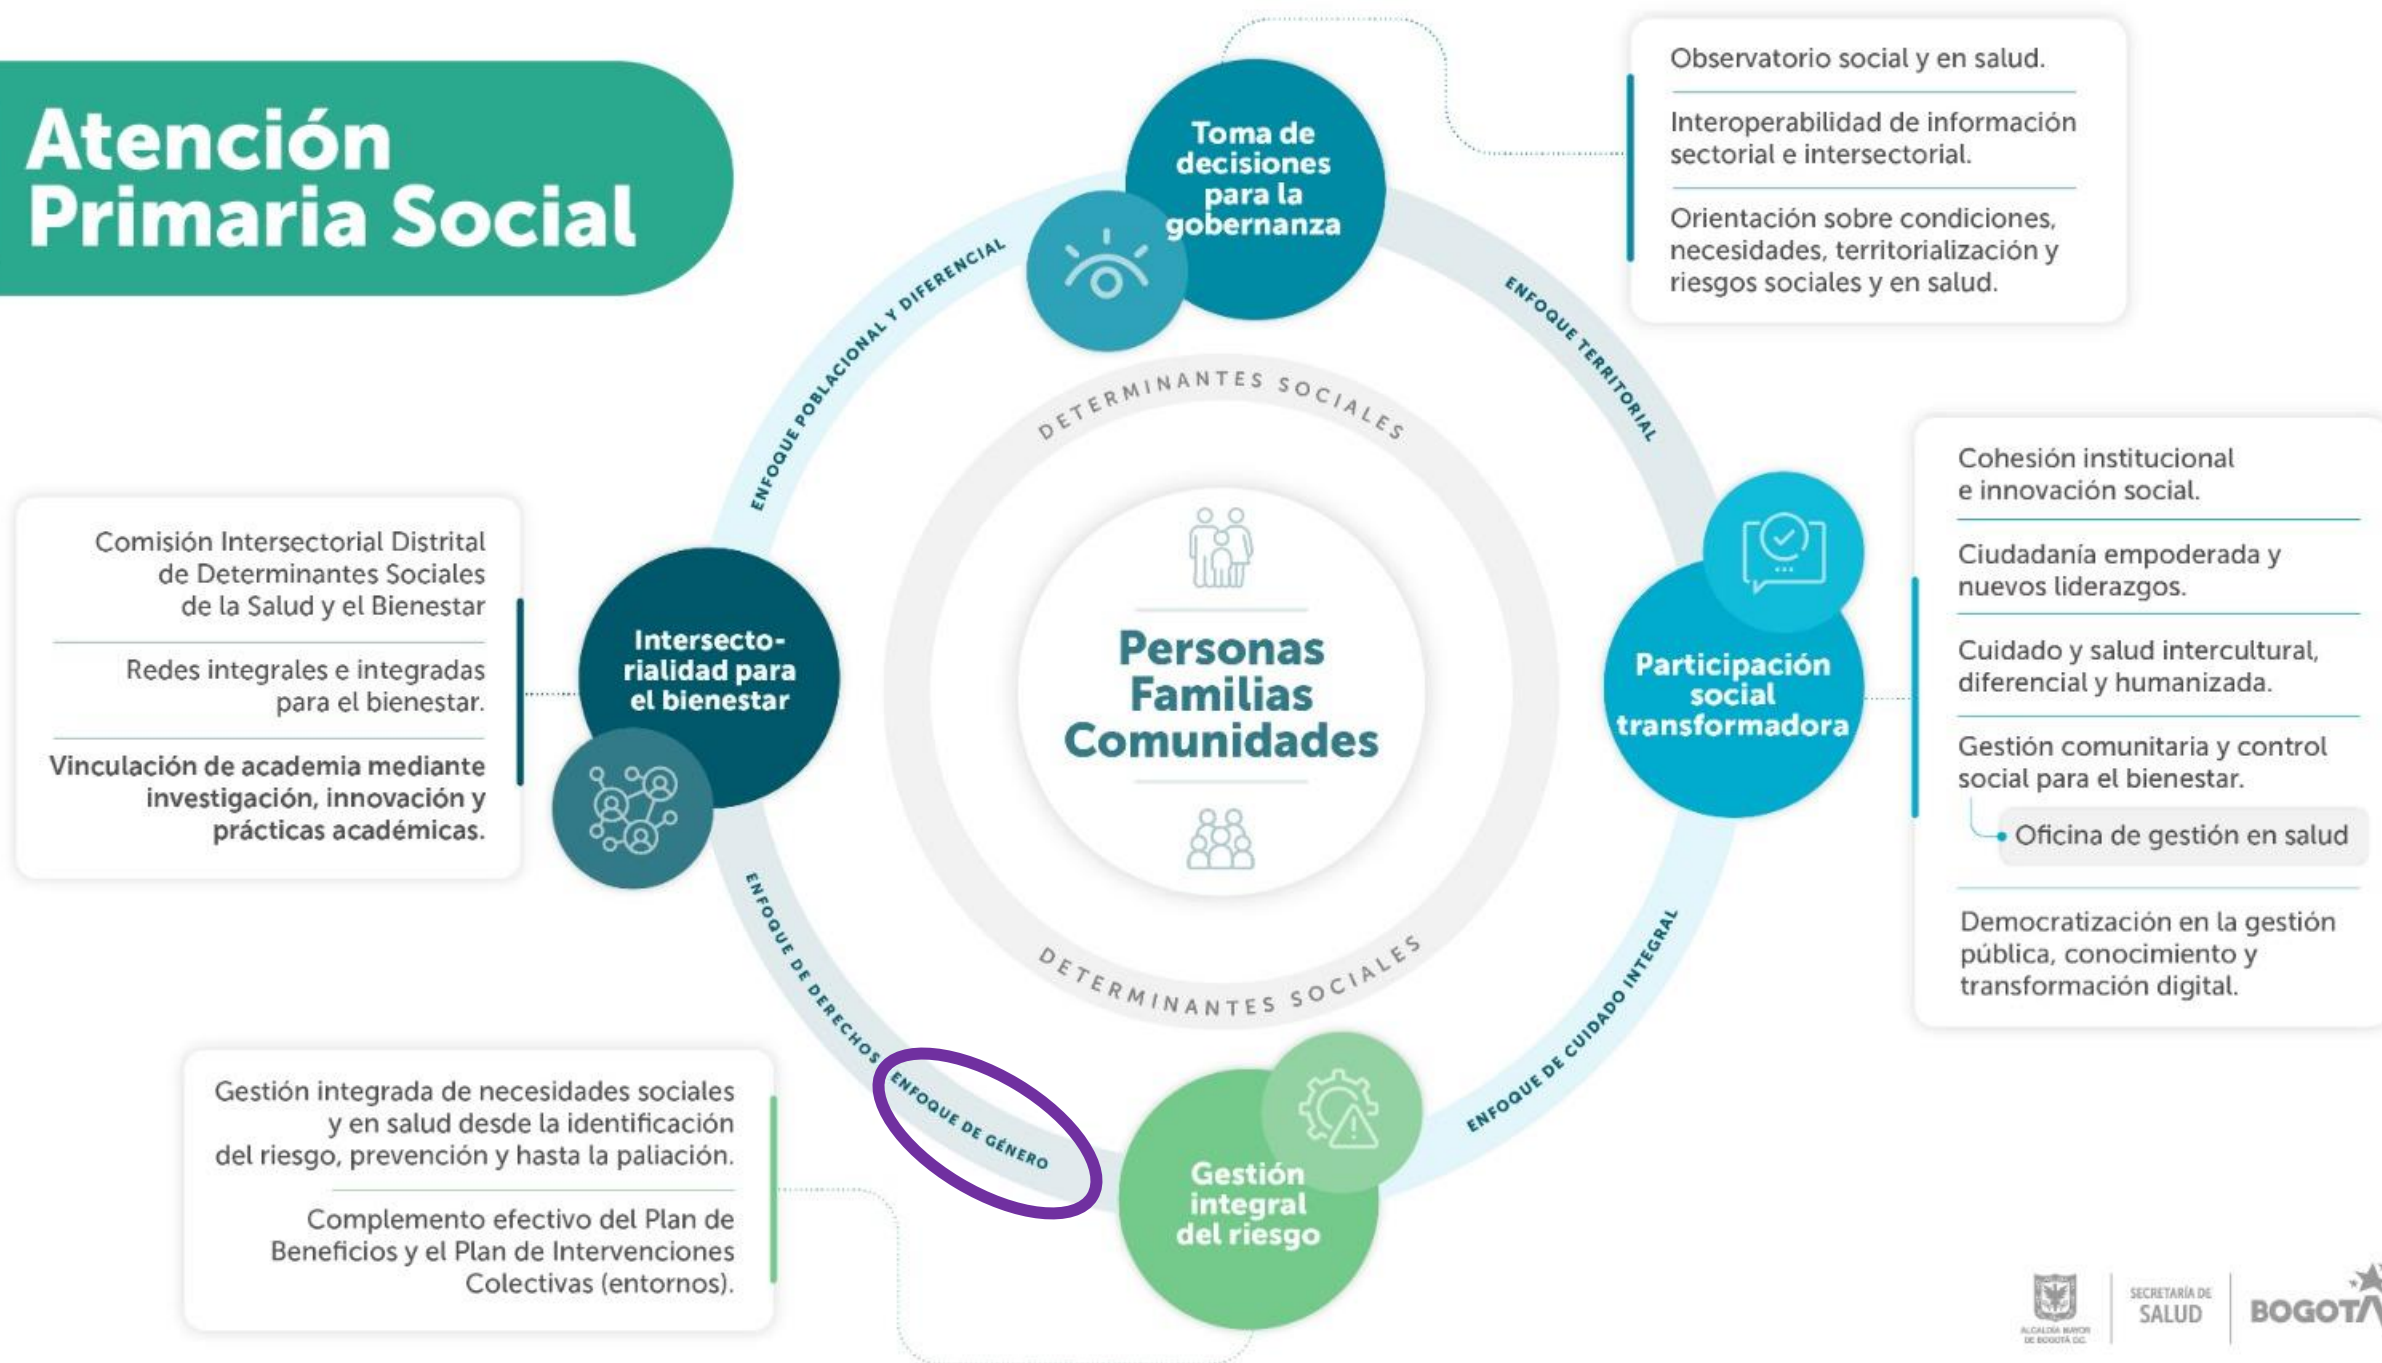 Atención
Primaria Social
Toma de
decisiones
para la
gobernanza
Observatorio social y en salud.
Interoperabilidad de información
sectorial e intersectorial.
Orientación sobre condiciones,
necesidades, territorialización y
riesgos sociales y en salud.
ENFOQUE POBLACIONAL Y DIFERENCIAL
ENFOQUE TERRITORIAL
DETERMINANTES SOCIALES
Comisión Intersectorial Distrital
de Determinantes Sociales
de la Salud y el Bienestar
Redes integrales e integradas
para el bienestar.
Vinculación de academia mediante
investigación, innovación y
prácticas académicas.
Intersecto-
rialidad para
el bienestar
Personas
Familias
Comunidades
Participación
social
transformadora
Cohesión institucional
e innovación social.
Ciudadanía empoderada y
nuevos liderazgos.
Cuidado y salud intercultural,
diferencial y humanizada.
Gestión comunitaria y control
social para el bienestar.
Oficina de gestión en salud
Democratización en la gestión
pública, conocimiento y
transformación digital.
DETERMINANTES SOCIALES
ENFOQUE DE DERECHOS
ENFOQUE DE GÉNERO
ENFOQUE DE CUIDADO INTEGRAL
Gestión integrada de necesidades sociales
y en salud desde la identificación
del riesgo, prevención y hasta la paliación.
Complemento efectivo del Plan de
Beneficios y el Plan de Intervenciones
Colectivas (entornos).
Gestión
integral
del riesgo
ALCALDÍA MAYOR
DE BOGOTÁ D.C.
SECRETARÍA DE
SALUD
BOGOTÁ